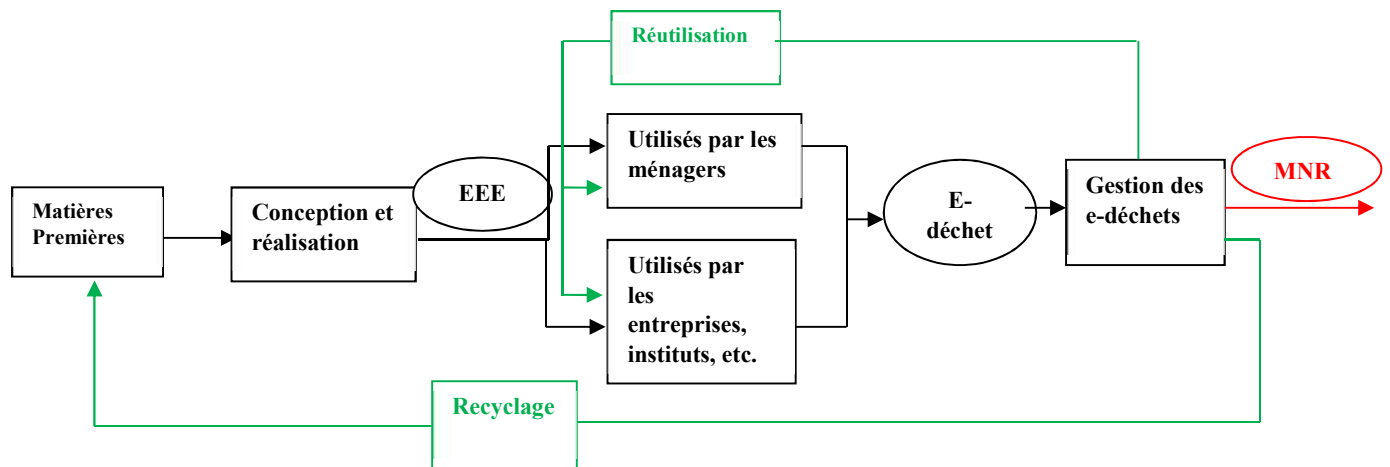 Réutilisation
Utilisés par les
ménagers
MNR
EEE
E-
déchet
Gestion des
e-déchets
Matières
Premières
Conception et
réalisation
Utilisés par
les
entreprises,
instituts, etc.
Recyclage